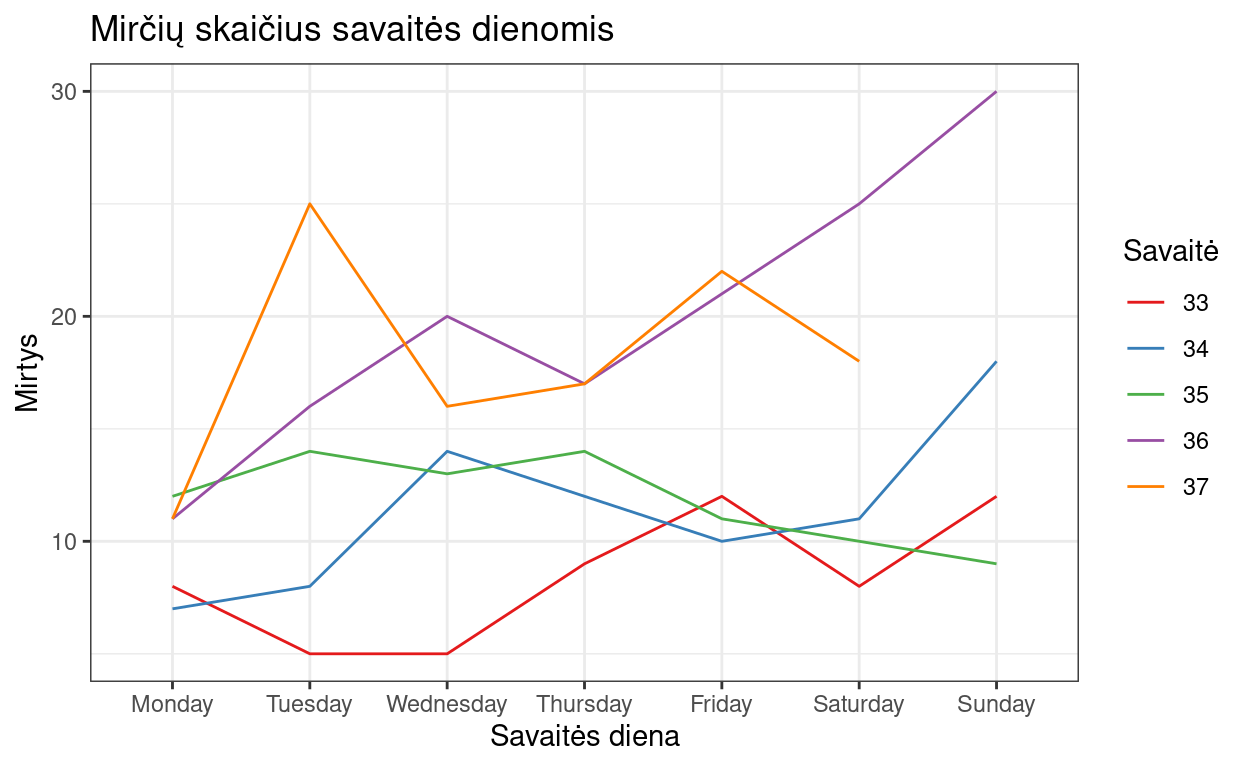 Mirčių skaičius savaitės dienomis
30
20
10
Mirtys
Monday Tuesday Wednesday Thursday Friday Saturday Sunday
Savaitės diena
Savaitė
33
34
35
36
37